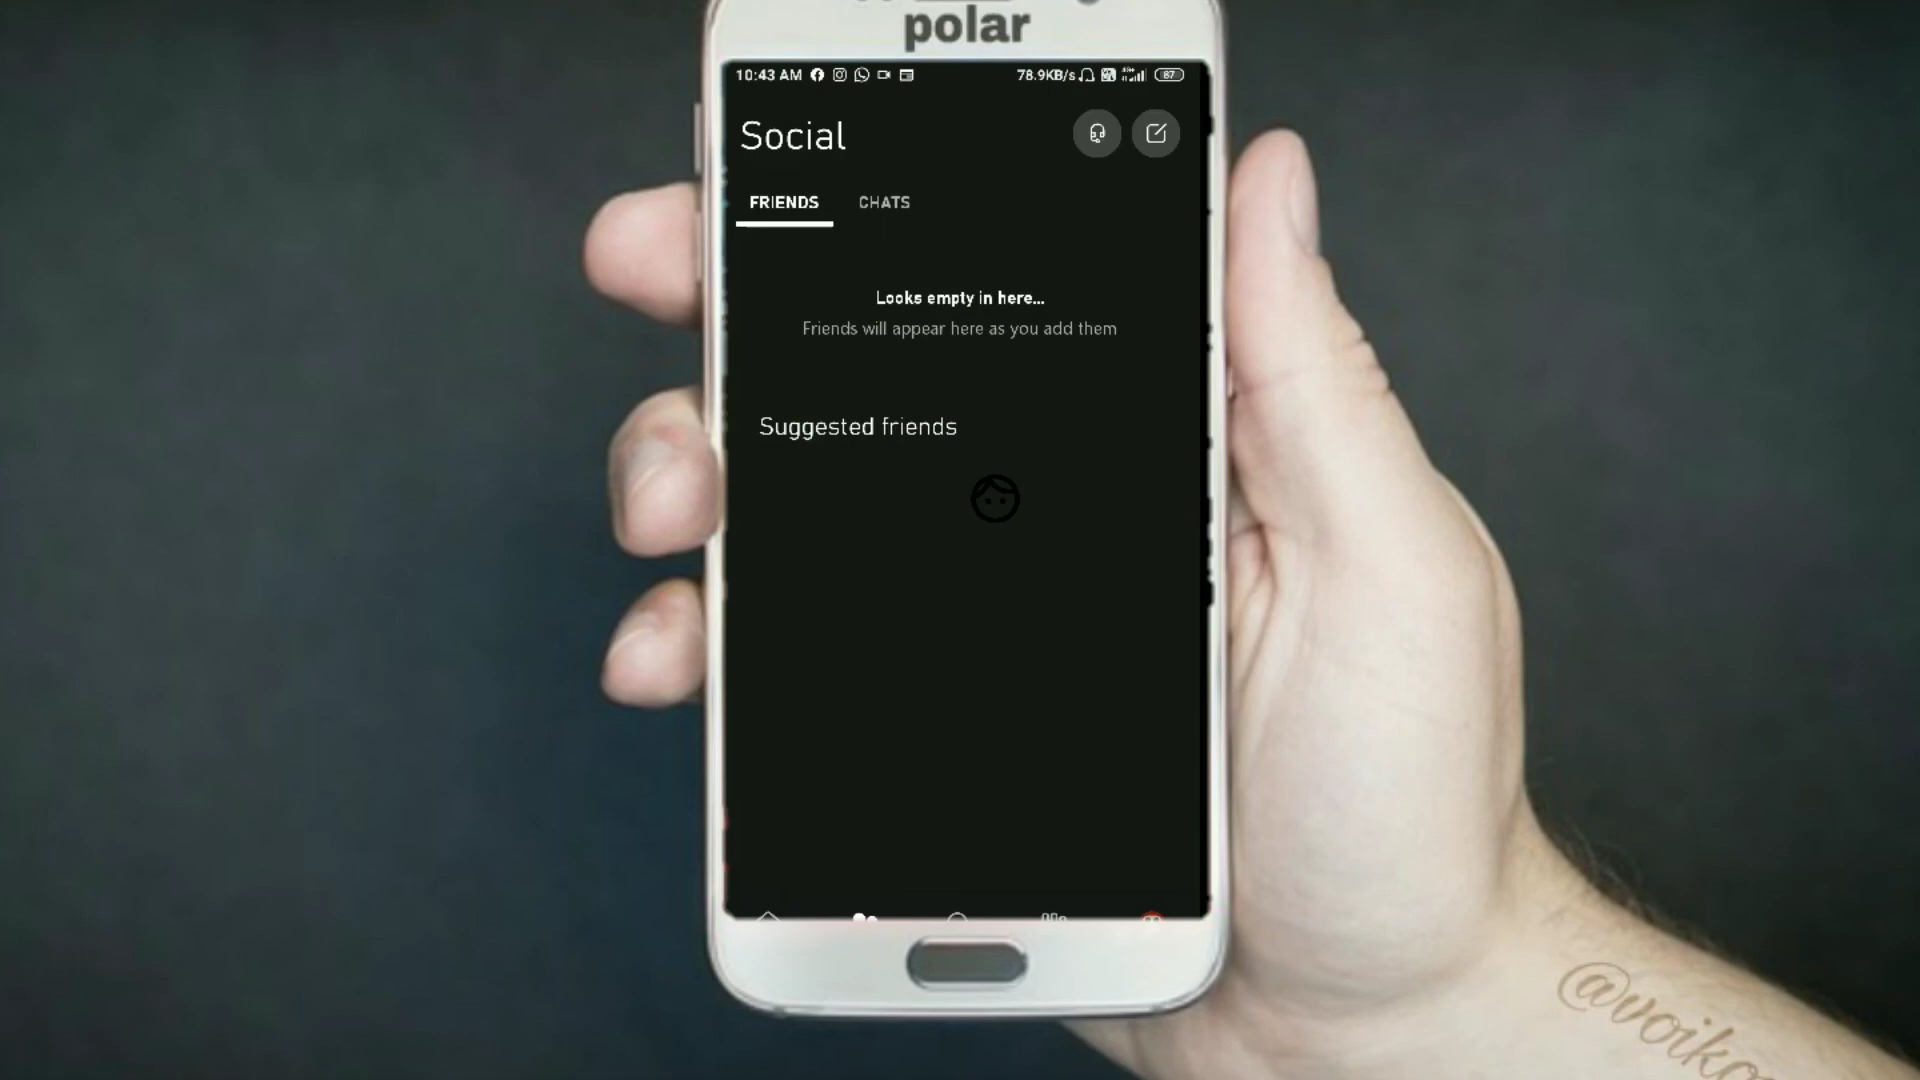 polar
10:43 AM 78.9KB/s 87
Social
FRIENDS CHATS
Looks empty in here...
Friends will appear here as you add them
Suggested friends